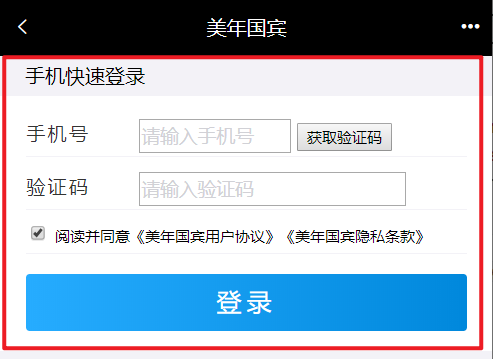 美年国宾
手机快速登录
手机号 请输入手机号 获取验证码
验证码 请输入验证码
阅读并同意《美年国宾用户协议》《美年国宾隐私条款》
登录